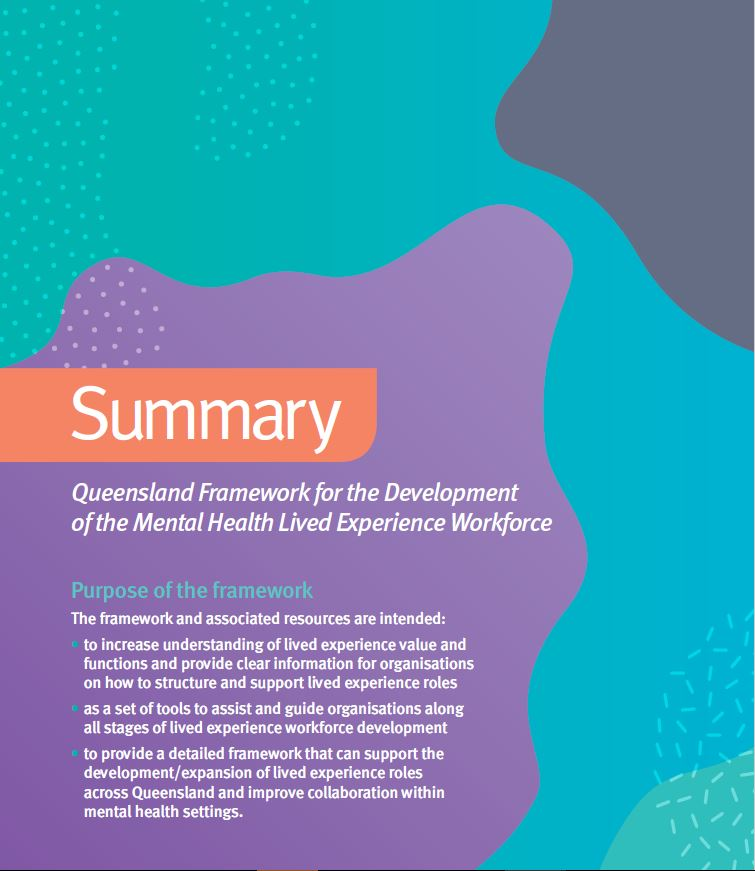 Summary
Queensland Framework for the Development
of the Mental Health Lived Experience Workforce
Purpose of the framework
The framework and associated resources are intended:
• to increase understanding of lived experience value and
functions and provide clear information for organisations
on how to structure and support lived experience roles
• as a set of tools to assist and guide organisations along
all stages of lived experience workforce development
• to provide a detailed framework that can support the
development/expansion of lived experience roles
across Queensland and improve collaboration within
mental health settings.